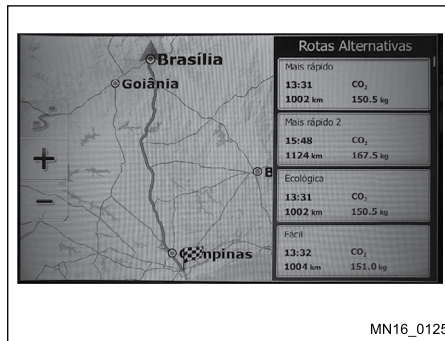 Brasília
Goiânia
B
mpinas
+
−
Rotas Alternativas
Mais rápido
13:31 CO₂
1002 km 150.5 kg
Mais rápido 2
15:48 CO₂
1124 km 167.5 kg
Ecológica
13:31 CO₂
1002 km 150.5 kg
Fácil
13:32 CO₂
1004 km 151.0 kg
MN16_0125